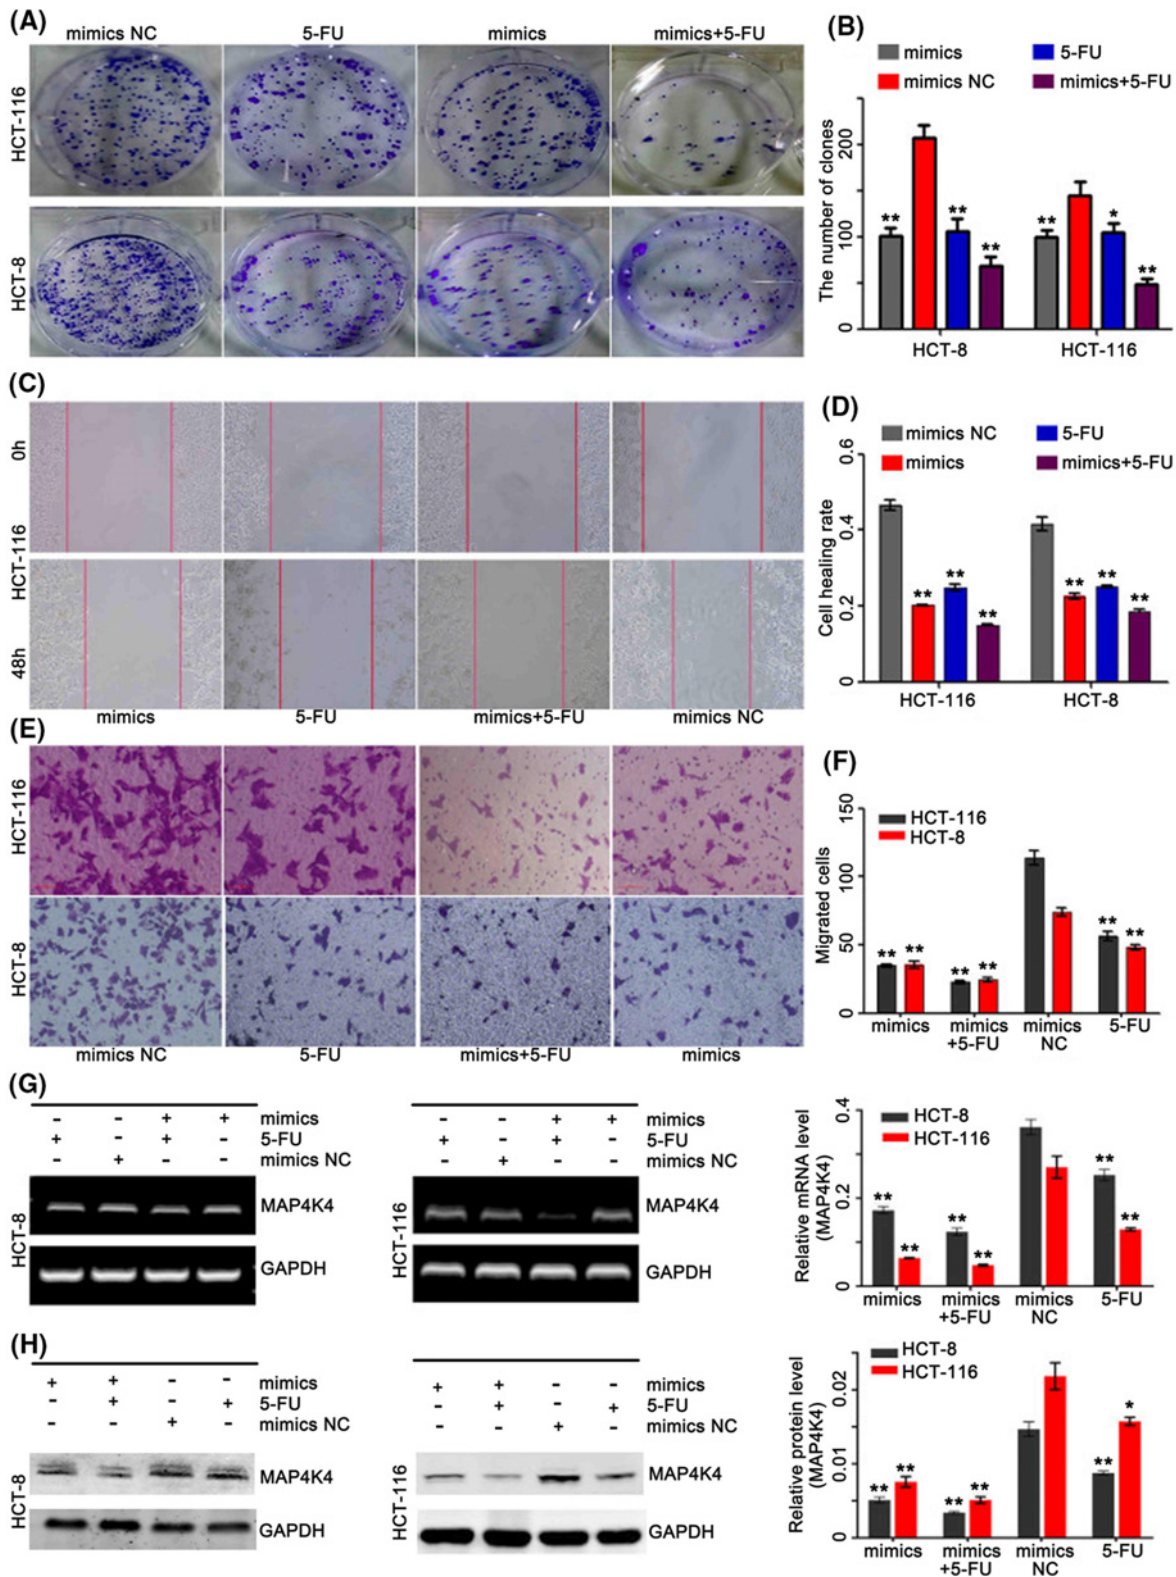 (A)
mimics NC 5-FU mimics mimics+5-FU
HCT-116
HCT-8
(B)
mimics 5-FU
mimics NC mimics+5-FU
The number of clones
200
100
0
** ** ** ** * **
HCT-8 HCT-116
(C)
0h
HCT-116
48h
mimics 5-FU mimics+5-FU mimics NC
(D)
mimics NC 5-FU
mimics mimics+5-FU
Cell healing rate
0.6
0.4
0.2
0
** ** ** ** ** **
HCT-116 HCT-8
(E)
HCT-116
HCT-8
mimics NC 5-FU mimics+5-FU mimics
(F)
HCT-116
HCT-8
Migrated cells
150
100
50
0
** ** ** ** ** **
mimics mimics mimics 5-FU
+5-FU NC
(G)
- - + + mimics
+ - + - 5-FU
- + - - mimics NC
HCT-8
MAP4K4
GAPDH
- - + + mimics
+ - + - 5-FU
- + - - mimics NC
HCT-116
MAP4K4
GAPDH
HCT-8
HCT-116
Relative mRNA level
(MAP4K4)
0.4
0.2
0
** ** ** ** ** **
mimics mimics mimics 5-FU
+5-FU NC
(H)
+ + - - mimics
- + - + 5-FU
- - + - mimics NC
HCT-8
MAP4K4
GAPDH
+ + - - mimics
- + - + 5-FU
- - + - mimics NC
HCT-116
MAP4K4
GAPDH
HCT-8
HCT-116
Relative protein level
(MAP4K4)
0.02
0.01
0
** ** ** ** ** *
mimics mimics mimics 5-FU
+5-FU NC